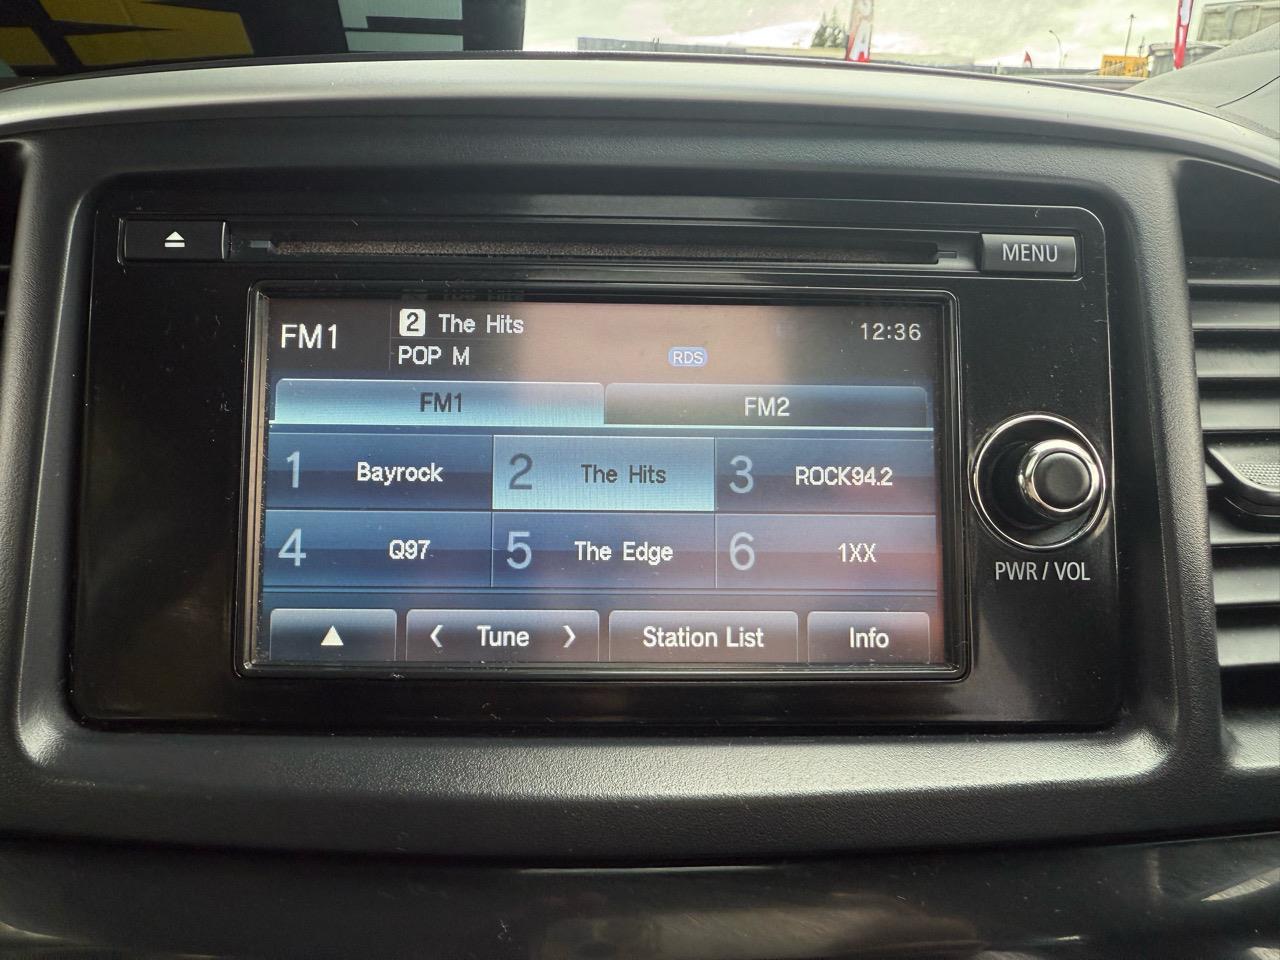 MENU
FM1
2 The Hits
12:36
POP M
RDS
FM1
FM2
1 Bayrock
2 The Hits
3 ROCK94.2
4 Q97
5 The Edge
6 1XX
Tune
Station List
Info
PWR / VOL